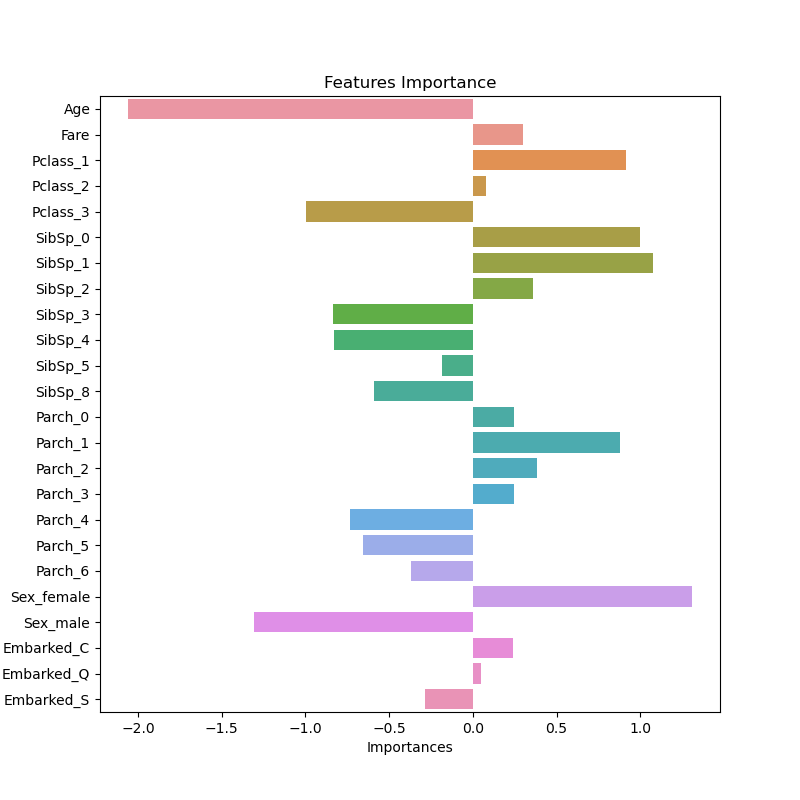 Features Importance
Age
Fare
Pclass_1
Pclass_2
Pclass_3
SibSp_0
SibSp_1
SibSp_2
SibSp_3
SibSp_4
SibSp_5
SibSp_8
Parch_0
Parch_1
Parch_2
Parch_3
Parch_4
Parch_5
Parch_6
Sex_female
Sex_male
Embarked_C
Embarked_Q
Embarked_S
−2.0 −1.5 −1.0 −0.5 0.0 0.5 1.0
Importances